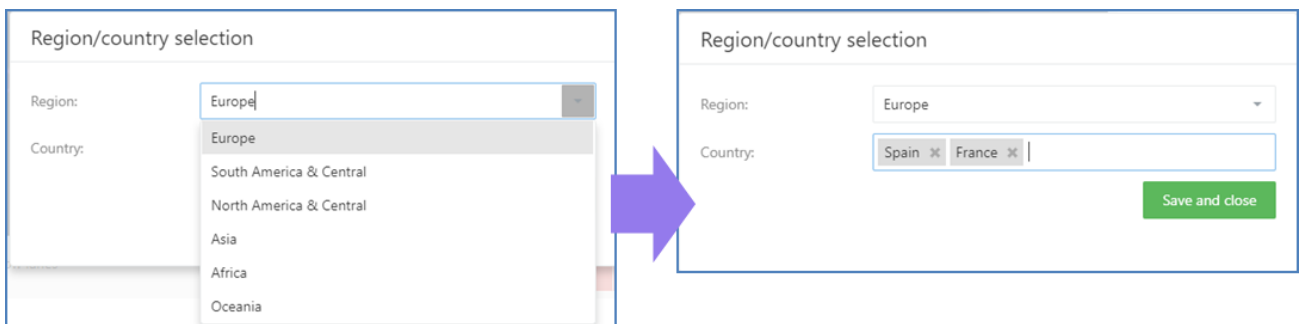 Region/country selection
Region: Europe
Country:
Europe
South America & Central
North America & Central
Asia
Africa
Oceania
Region/country selection
Region: Europe
Country: Spain × France ×
Save and close